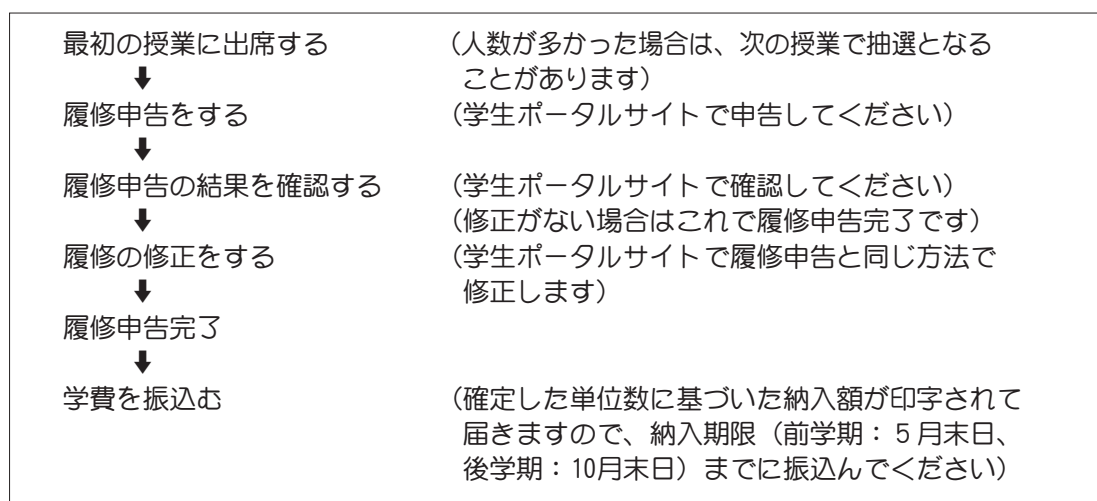 最初の授業に出席する （人数が多かった場合は、次の授業で抽選となる
⬇ ことがあります）
履修申告をする （学生ポータルサイトで申告してください）
⬇
履修申告の結果を確認する （学生ポータルサイトで確認してください）
⬇ （修正がない場合はこれで履修申告完了です）
履修の修正をする （学生ポータルサイトで履修申告と同じ方法で
⬇ 修正します）
履修申告完了
⬇
学費を振込む （確定した単位数に基づいた納入額が印字されて
届きますので、納入期限（前学期：５月末日、
後学期：10月末日）までに振込んでください）